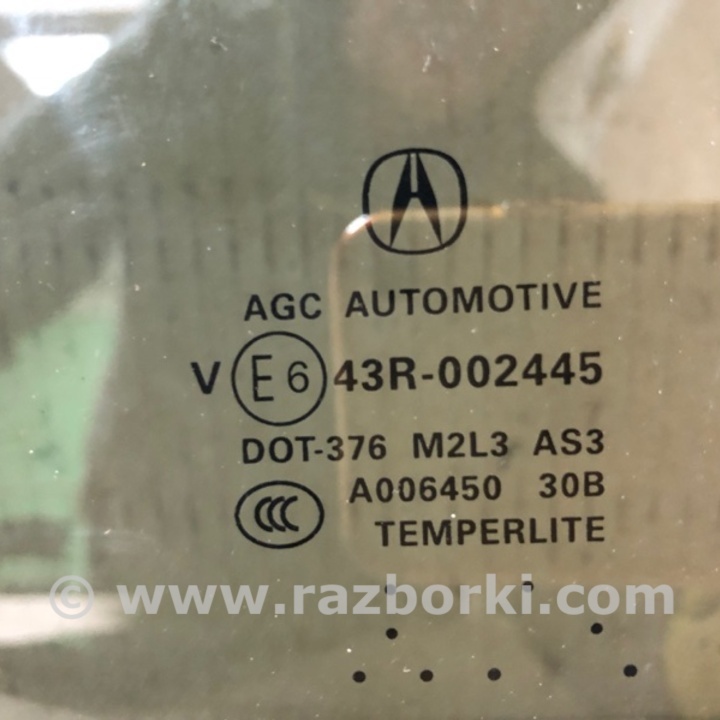 AGC AUTOMOTIVE
V E6 43R-002445
DOT-376 M2L3 AS3
CCC A006450 30B
TEMPERLITE
© www.razborki.com